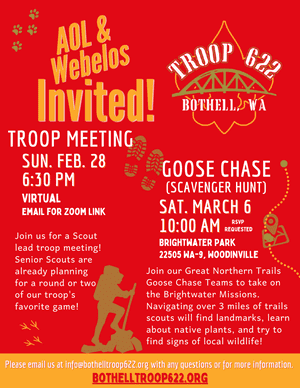 AOL &
Webelos
Invited!
TROOP 622
BOTHELL, WA
TROOP MEETING
SUN. FEB. 28
6:30 PM
VIRTUAL
EMAIL FOR ZOOM LINK
Join us for a Scout
lead troop meeting!
Senior Scouts are
already planning
for a round or two
of our troop's
favorite game!
GOOSE CHASE
(SCAVENGER HUNT)
SAT. MARCH 6
10:00 AM RSVP
REQUESTED
BRIGHTWATER PARK
22505 WA-9, WOODINVILLE
Join our Great Northern Trails
Goose Chase Teams to take on
the Brightwater Missions.
Navigating over 3 miles of trails
scouts will find landmarks, learn
about native plants, and try to
find signs of local wildlife!
Please email us at info@bothelltroop622.org with any questions or for more information.
BOTHELLTROOP622.ORG